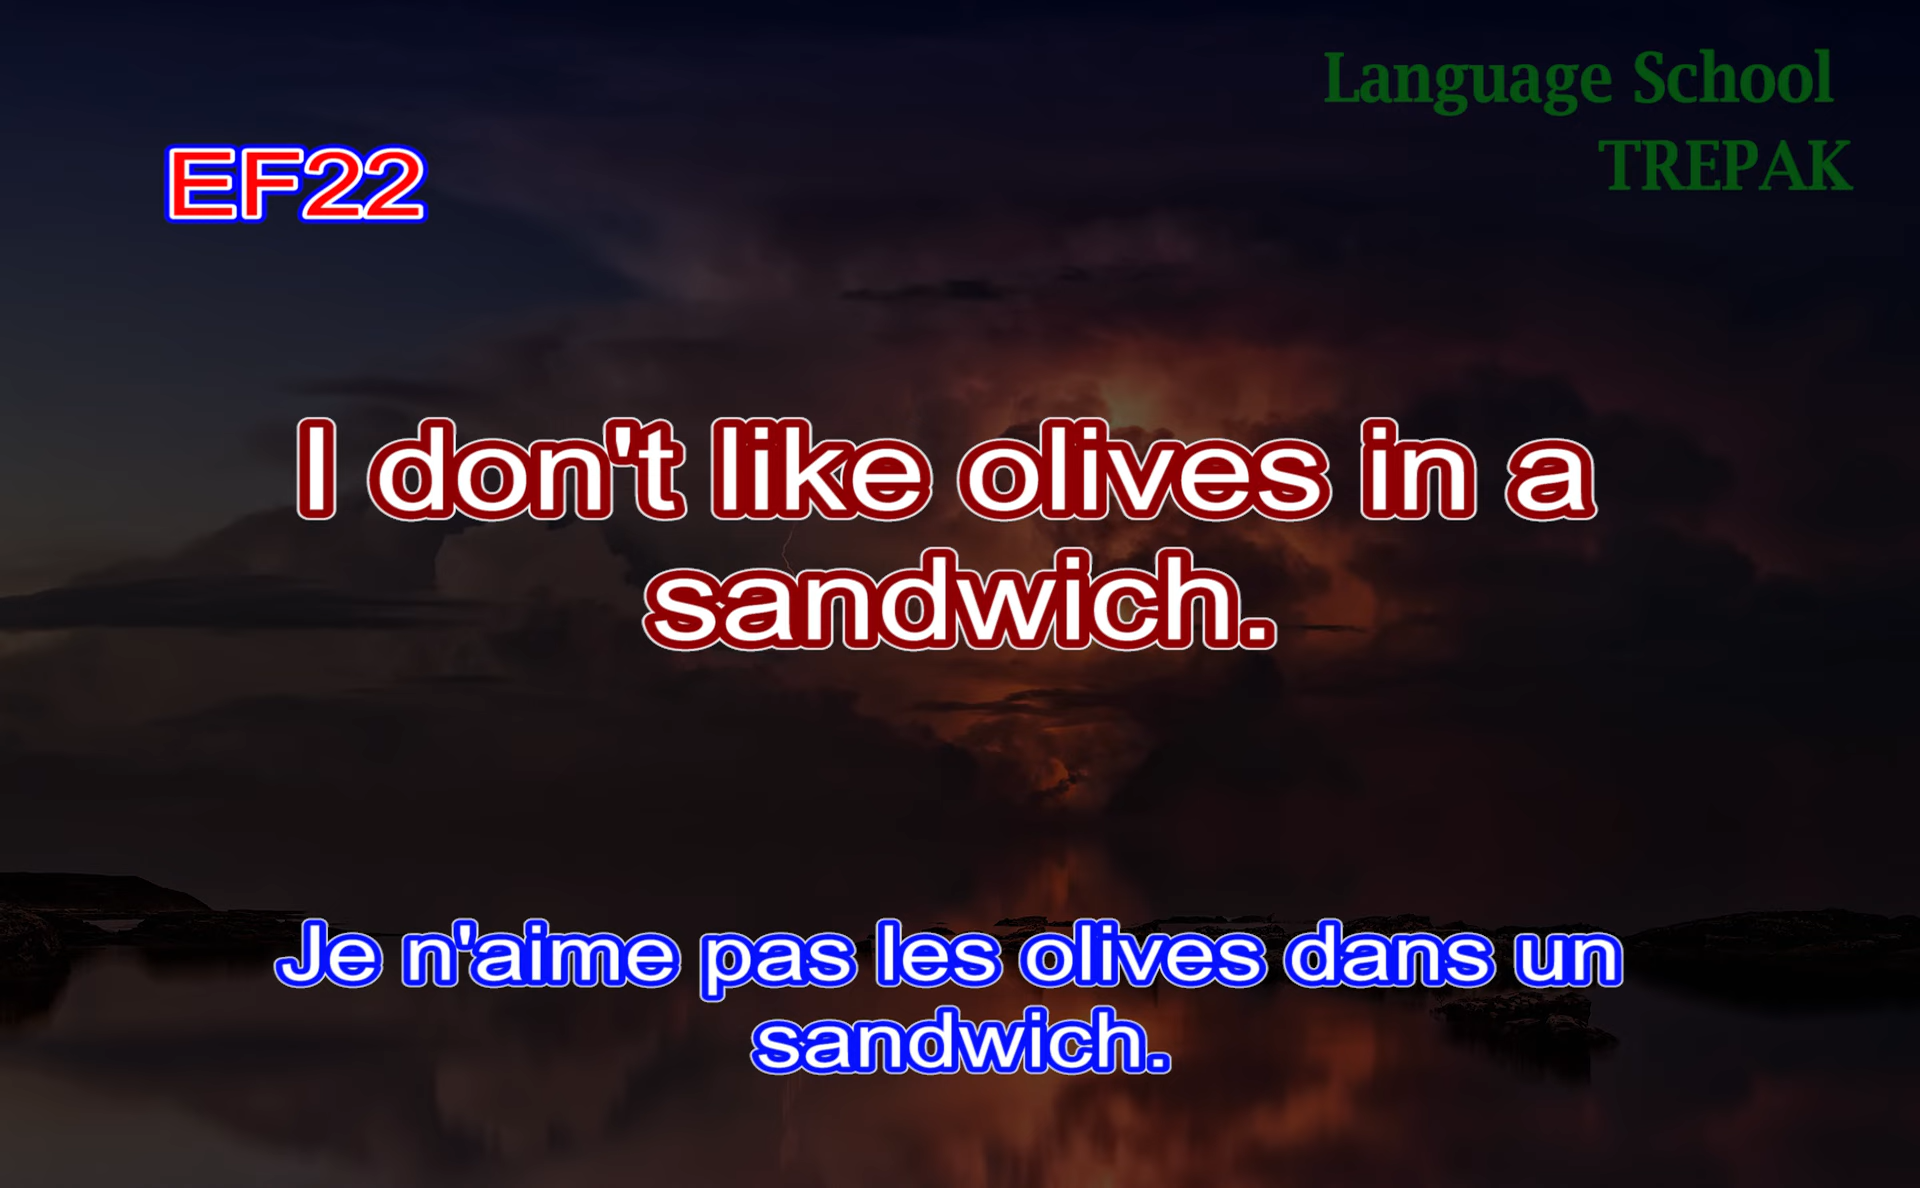 Language School
TREPAK
EF22
I don't like olives in a
sandwich.
Je n'aime pas les olives dans un
sandwich.